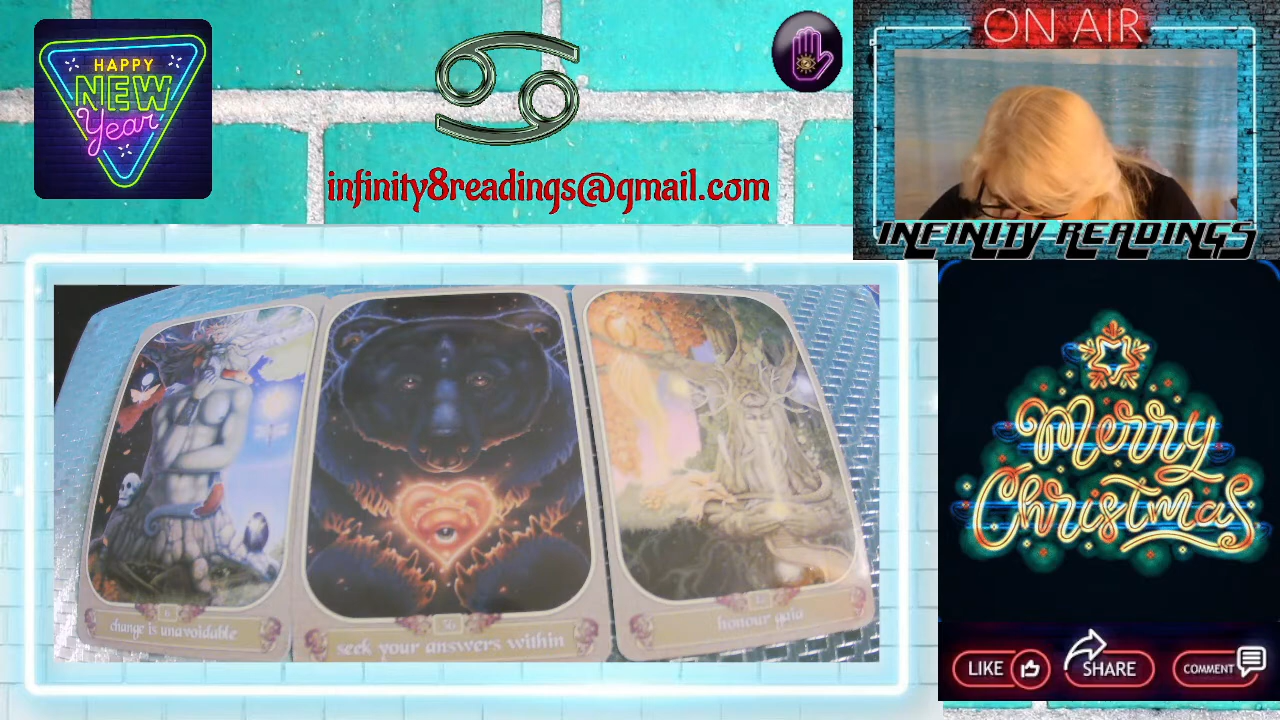 HAPPY
NEW
Year
infinity8readings@gmail.com
ON AIR
INFINITY READINGS
change is unavoidable
seek your answers within
honour gaia
Merry
Christmas
LIKE
SHARE
COMMENT